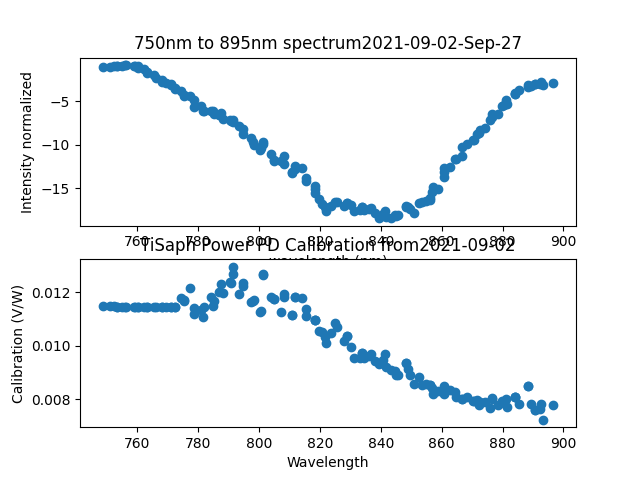 750nm to 895nm spectrum2021-09-02-Sep-27
Intensity normalized
−5
−10
−15
760 780 800 820 840 860 880 900
wavelength (nm)
TiSaph Power PD Calibration from2021-09-02
Calibration (V/W)
0.012
0.010
0.008
760 780 800 820 840 860 880 900
Wavelength